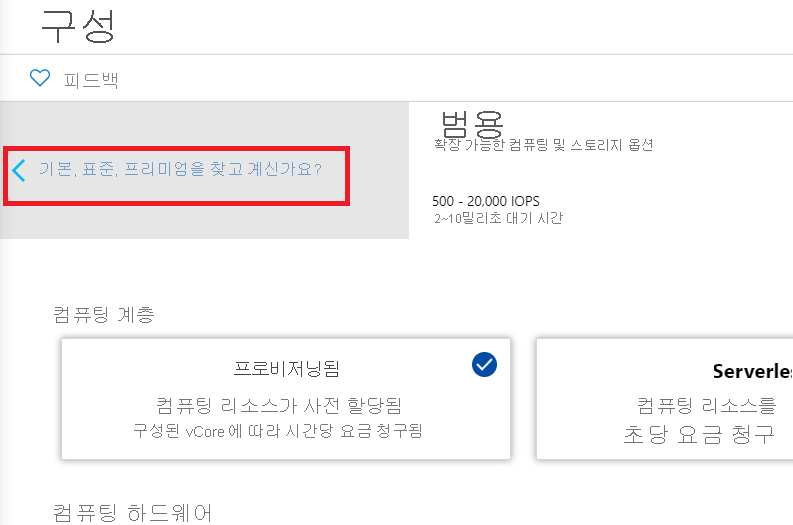 구성
피드백
범용
확장 가능한 컴퓨팅 및 스토리지 옵션
기본, 표준, 프리미엄을 찾고 계신가요?
500 - 20,000 IOPS
2~10밀리초 대기 시간
컴퓨팅 계층
프로비저닝됨
컴퓨팅 리소스가 사전 할당됨
구성된 vCore에 따라 시간당 요금 청구됨
컴퓨팅 리소스를
초당 요금 청구
컴퓨팅 하드웨어